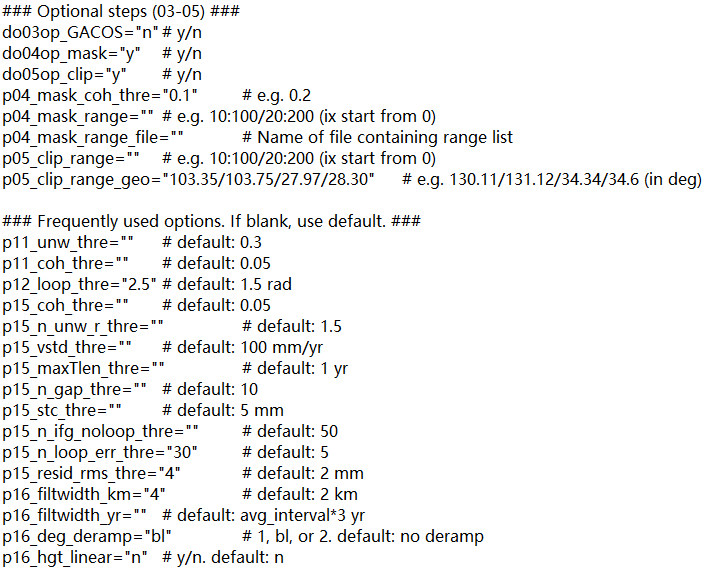 ### Optional steps (03-05) ###
do03op_GACOS="n" # y/n
do04op_mask="y" # y/n
do05op_clip="y" # y/n
p04_mask_coh_thre="0.1" # e.g. 0.2
p04_mask_range="" # e.g. 10:100/20:200 (ix start from 0)
p04_mask_range_file="" # Name of file containing range list
p05_clip_range="" # e.g. 10:100/20:200 (ix start from 0)
p05_clip_range_geo="103.35/103.75/27.97/28.30" # e.g. 130.11/131.12/34.34/34.6 (in deg)

### Frequently used options. If blank, use default. ###
p11_unw_thre="" # default: 0.3
p11_coh_thre="" # default: 0.05
p12_loop_thre="2.5" # default: 1.5 rad
p15_coh_thre="" # default: 0.05
p15_n_unw_r_thre="" # default: 1.5
p15_vstd_thre="" # default: 100 mm/yr
p15_maxTlen_thre="" # default: 1 yr
p15_n_gap_thre="" # default: 10
p15_stc_thre="" # default: 5 mm
p15_n_ifg_noloop_thre="" # default: 50
p15_n_loop_err_thre="30" # default: 5
p15_resid_rms_thre="4" # default: 2 mm
p16_filtwidth_km="4" # default: 2 km
p16_filtwidth_yr="" # default: avg_interval*3 yr
p16_deg_deramp="bl" # 1, bl, or 2. default: no deramp
p16_hgt_linear="n" # y/n. default: n